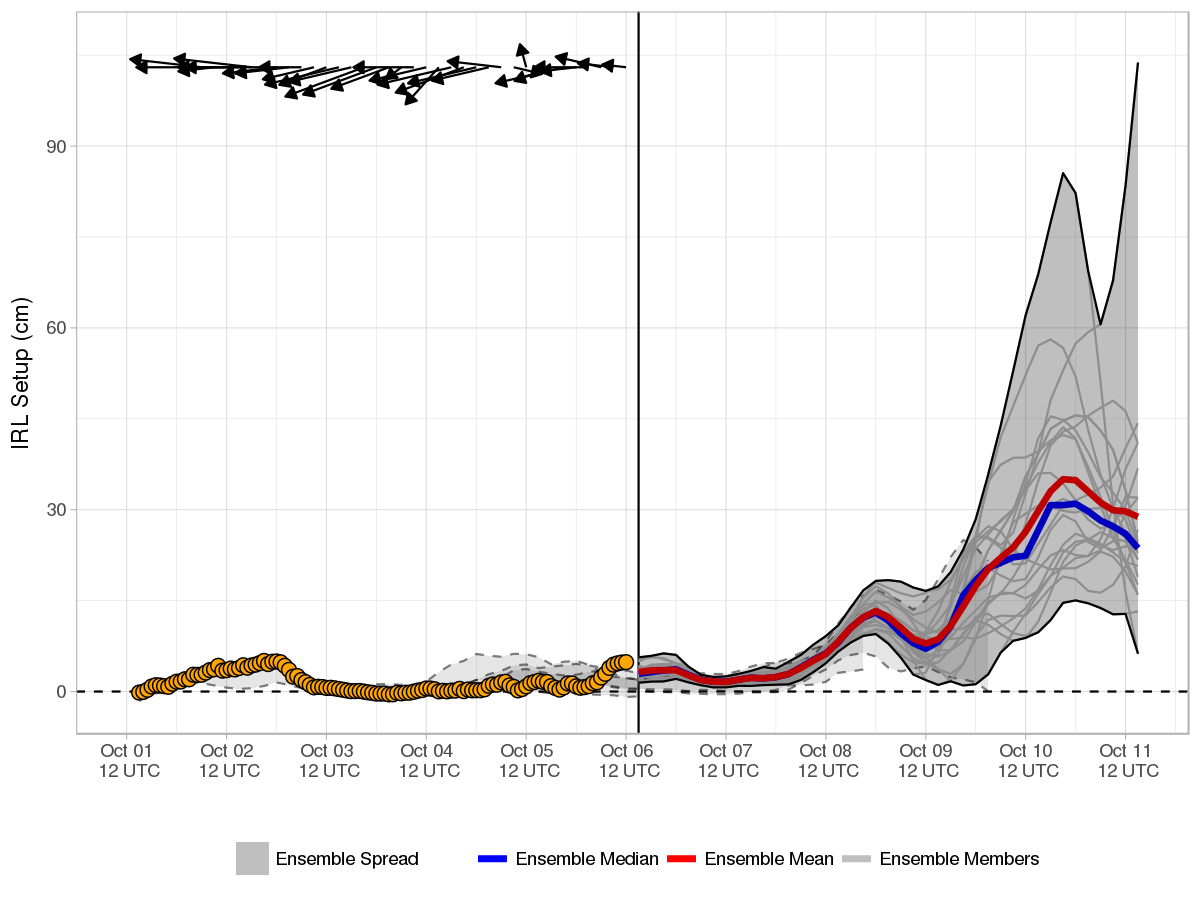 IRL Setup (cm)
90
60
30
0
Oct 01 Oct 02 Oct 03 Oct 04 Oct 05 Oct 06 Oct 07 Oct 08 Oct 09 Oct 10 Oct 11
12 UTC 12 UTC 12 UTC 12 UTC 12 UTC 12 UTC 12 UTC 12 UTC 12 UTC 12 UTC 12 UTC
Ensemble Spread Ensemble Median Ensemble Mean Ensemble Members